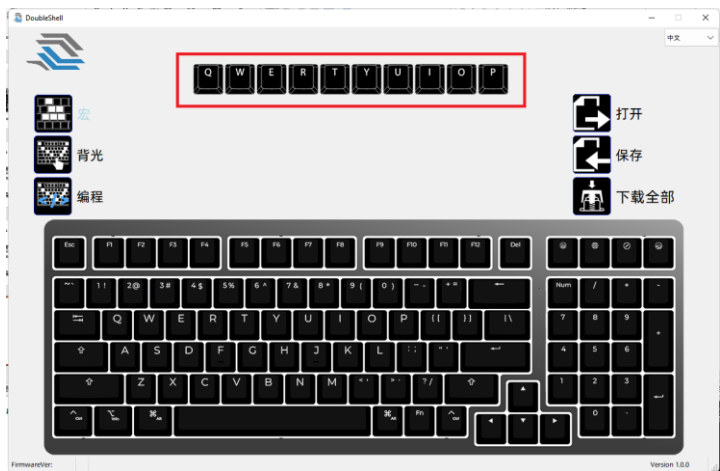 DoubleShell
中文
Q W E R T Y U I O P
宏
打开
背光
保存
编程
下载全部
Esc F1 F2 F3 F4 F5 F6 F7 F8 F9 F10 F11 F12 Del
~` 1! 2@ 3# 4$ 5% 6^ 7& 8* 9( 0) -- += Num / * -
Q W E R T Y U I O P [{ ]} |\ 7 8 9 +
A S D F G H J K L ;: "' 4 5 6
Z X C V B N M <, >. ?/ 1 2 3
Ctrl Win Alt Alt Fn Ctrl 0 .
FirmwareVer:
Version 1.0.0